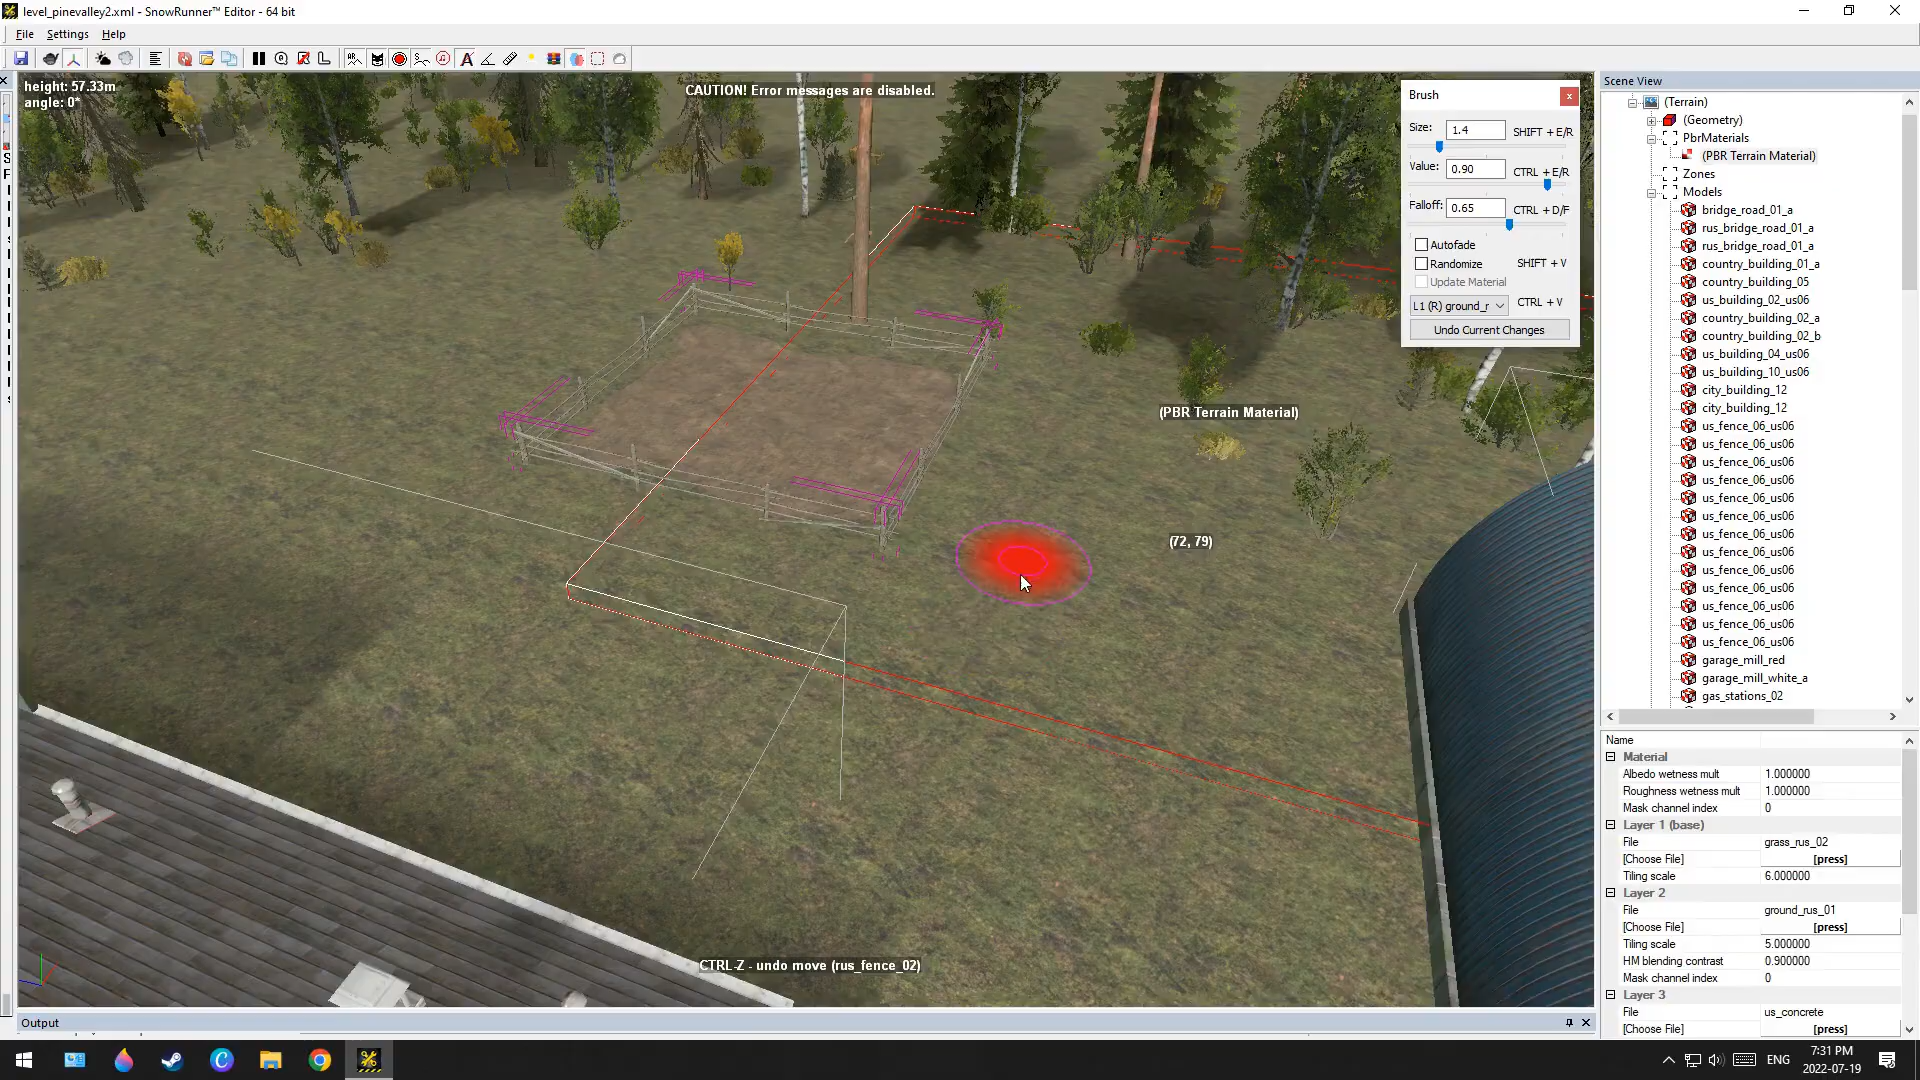 level_pinevalley2.xml - SnowRunner™ Editor - 64 bit
File Settings Help
height: 57.33m
angle: 0°
CAUTION! Error messages are disabled.
Brush
Size: 1.4 SHIFT + E/R
Value: 0.90 CTRL + E/R
Falloff: 0.65 CTRL + D/F
Autofade
Randomize SHIFT + V
Update Material
L1 (R) ground_r CTRL + V
Undo Current Changes
(PBR Terrain Material)
(72, 79)
CTRL-Z - undo move (rus_fence_02)
Output
Scene View
(Terrain)
(Geometry)
PbrMaterials
(PBR Terrain Material)
Zones
Models
bridge_road_01_a
rus_bridge_road_01_a
rus_bridge_road_01_a
country_building_01_a
country_building_05
us_building_02_us06
country_building_02_a
country_building_02_b
us_building_04_us06
us_building_10_us06
city_building_12
city_building_12
us_fence_06_us06
us_fence_06_us06
us_fence_06_us06
us_fence_06_us06
us_fence_06_us06
us_fence_06_us06
us_fence_06_us06
us_fence_06_us06
us_fence_06_us06
us_fence_06_us06
us_fence_06_us06
us_fence_06_us06
us_fence_06_us06
garage_mill_red
garage_mill_white_a
gas_stations_02
Name
Material
Albedo wetness mult 1.000000
Roughness wetness mult 1.000000
Mask channel index 0
Layer 1 (base)
File grass_rus_02
[Choose File] [press]
Tiling scale 6.000000
Layer 2
File ground_rus_01
[Choose File] [press]
Tiling scale 5.000000
HM blending contrast 0.900000
Mask channel index 0
Layer 3
File us_concrete
[Choose File] [press]
ENG
7:31 PM
2022-07-19